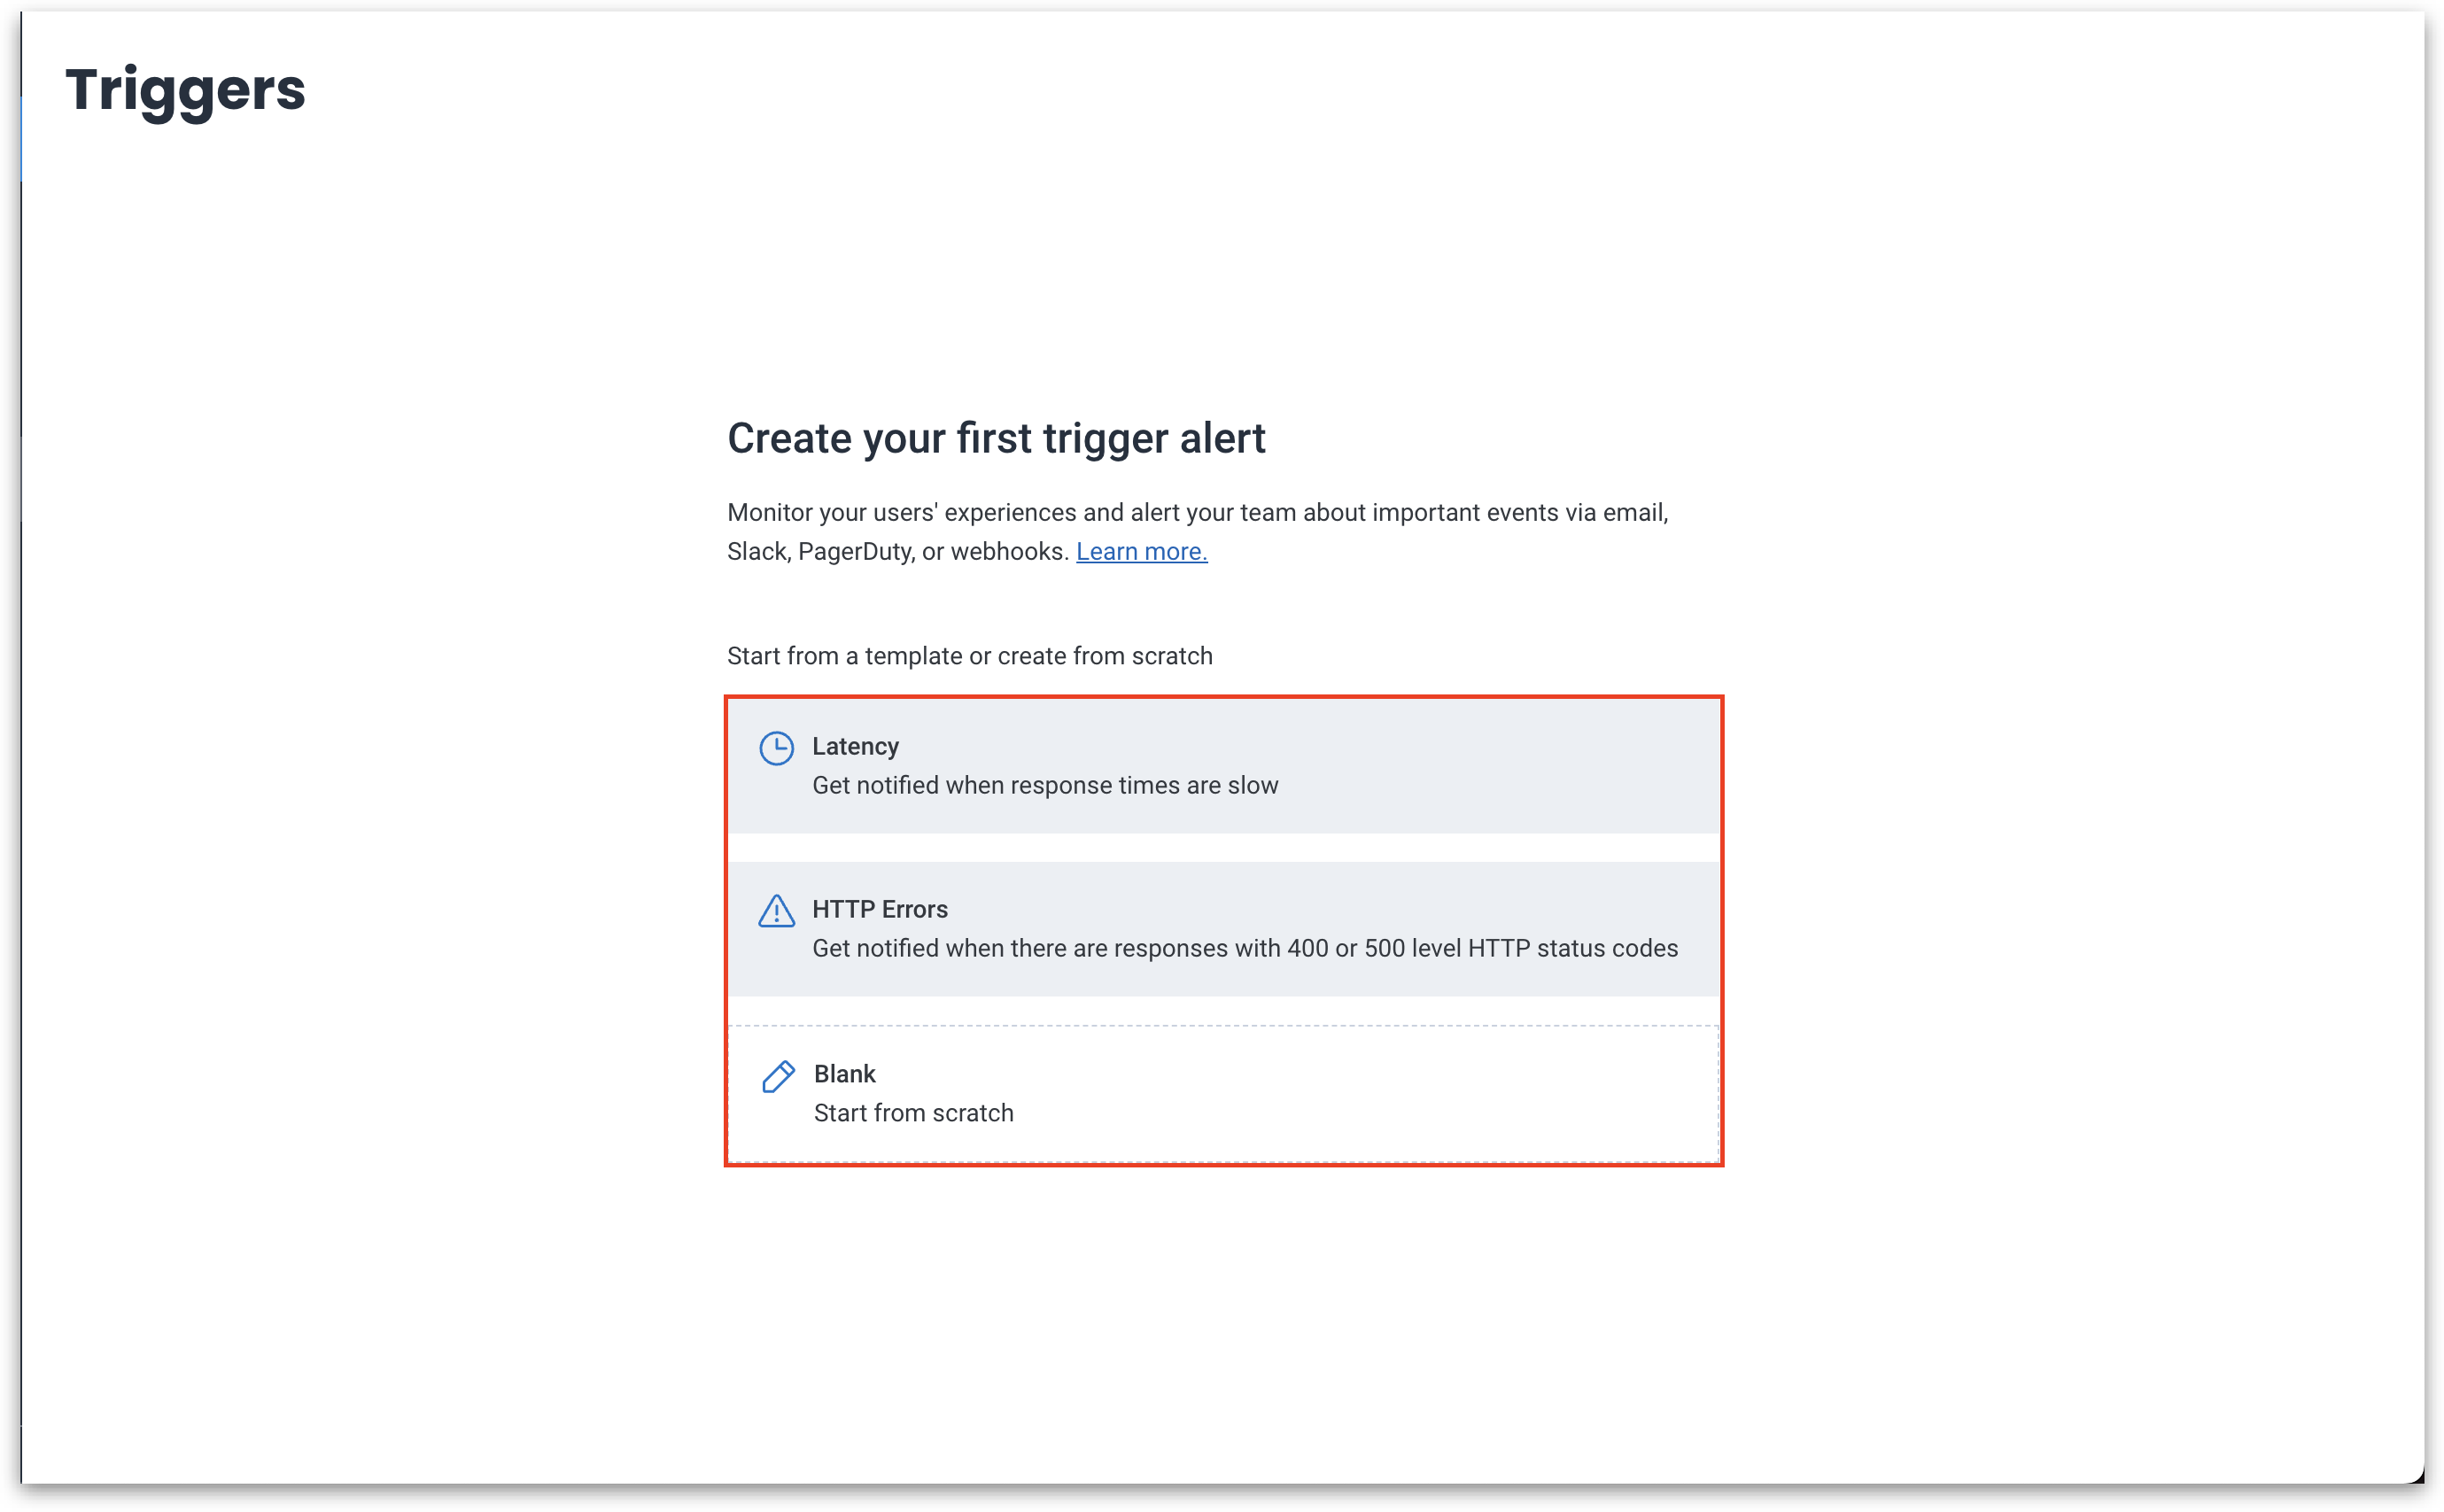 Triggers
Create your first trigger alert
Monitor your users' experiences and alert your team about important events via email,
Slack, PagerDuty, or webhooks. Learn more.
Start from a template or create from scratch
Latency
Get notified when response times are slow
HTTP Errors
Get notified when there are responses with 400 or 500 level HTTP status codes
Blank
Start from scratch